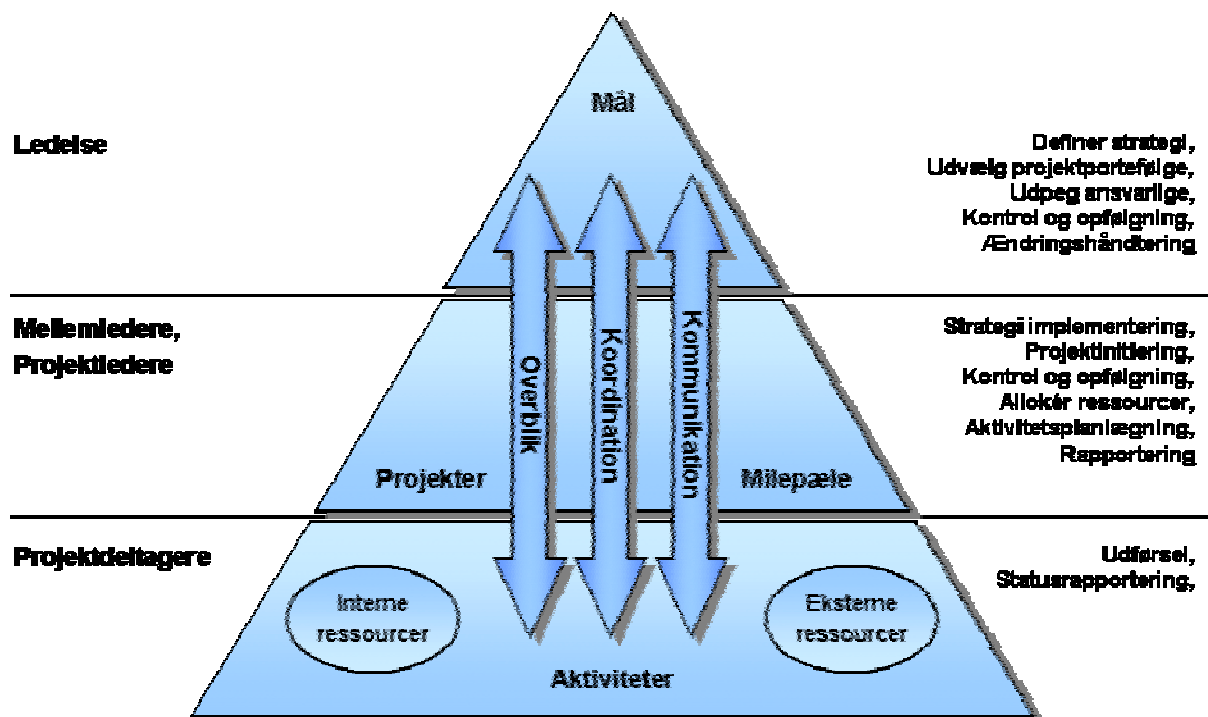 Mål
Ledelse
Definer strategi,
Udvælg projektportefølge,
Udpeg ansvarlige,
Kontrol og opfølgning,
Ændringshåndtering
Mellemledere,
Projektledere
Overblik
Koordination
Kommunikation
Projekter
Milepæle
Strategi implementering,
Projektinitiering,
Kontrol og opfølgning,
Allokér ressourcer,
Aktivitetsplanlægning,
Rapportering
Projektdeltagere
Interne
ressourcer
Eksterne
ressourcer
Aktiviteter
Udførsel,
Statusrapportering,